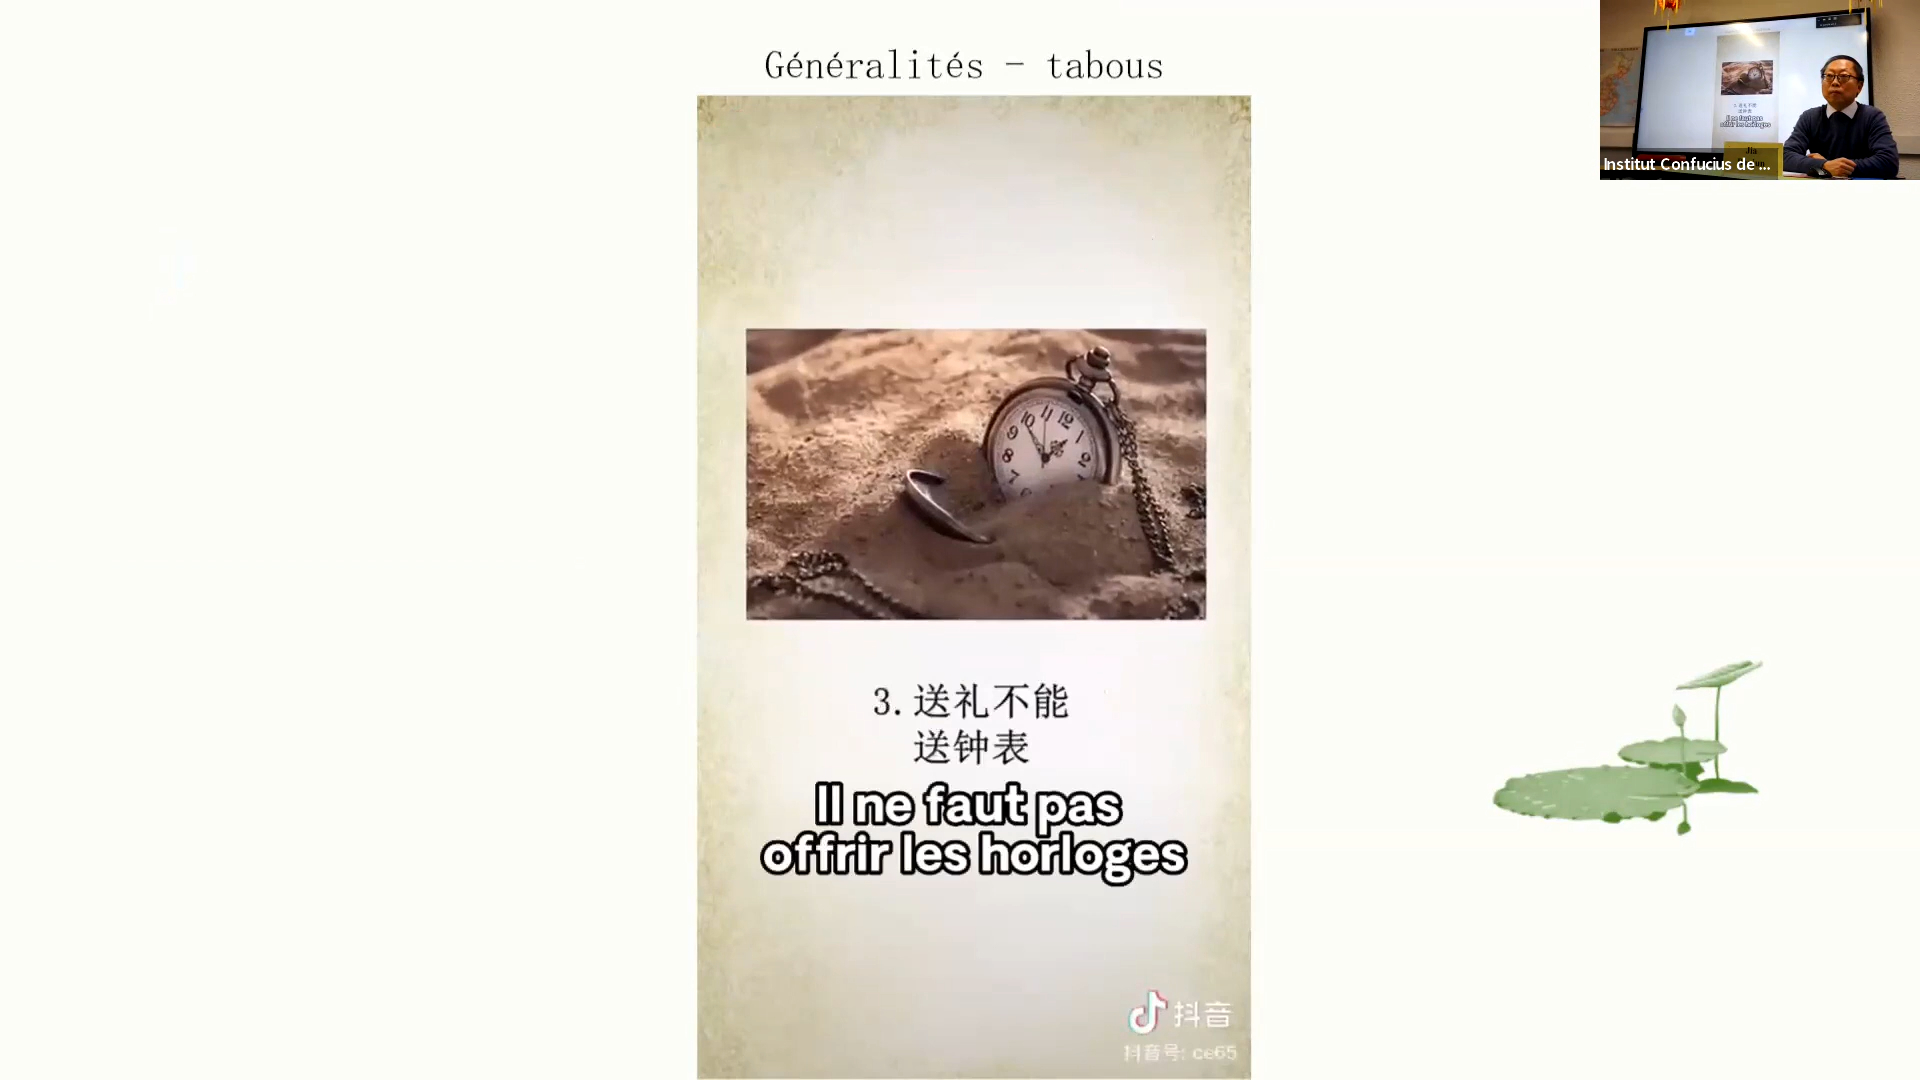 Généralités - tabous
Institut Confucius de ...
3.送礼不能
送钟表
Il ne faut pas
offrir les horloges
抖音
抖音号: ce65